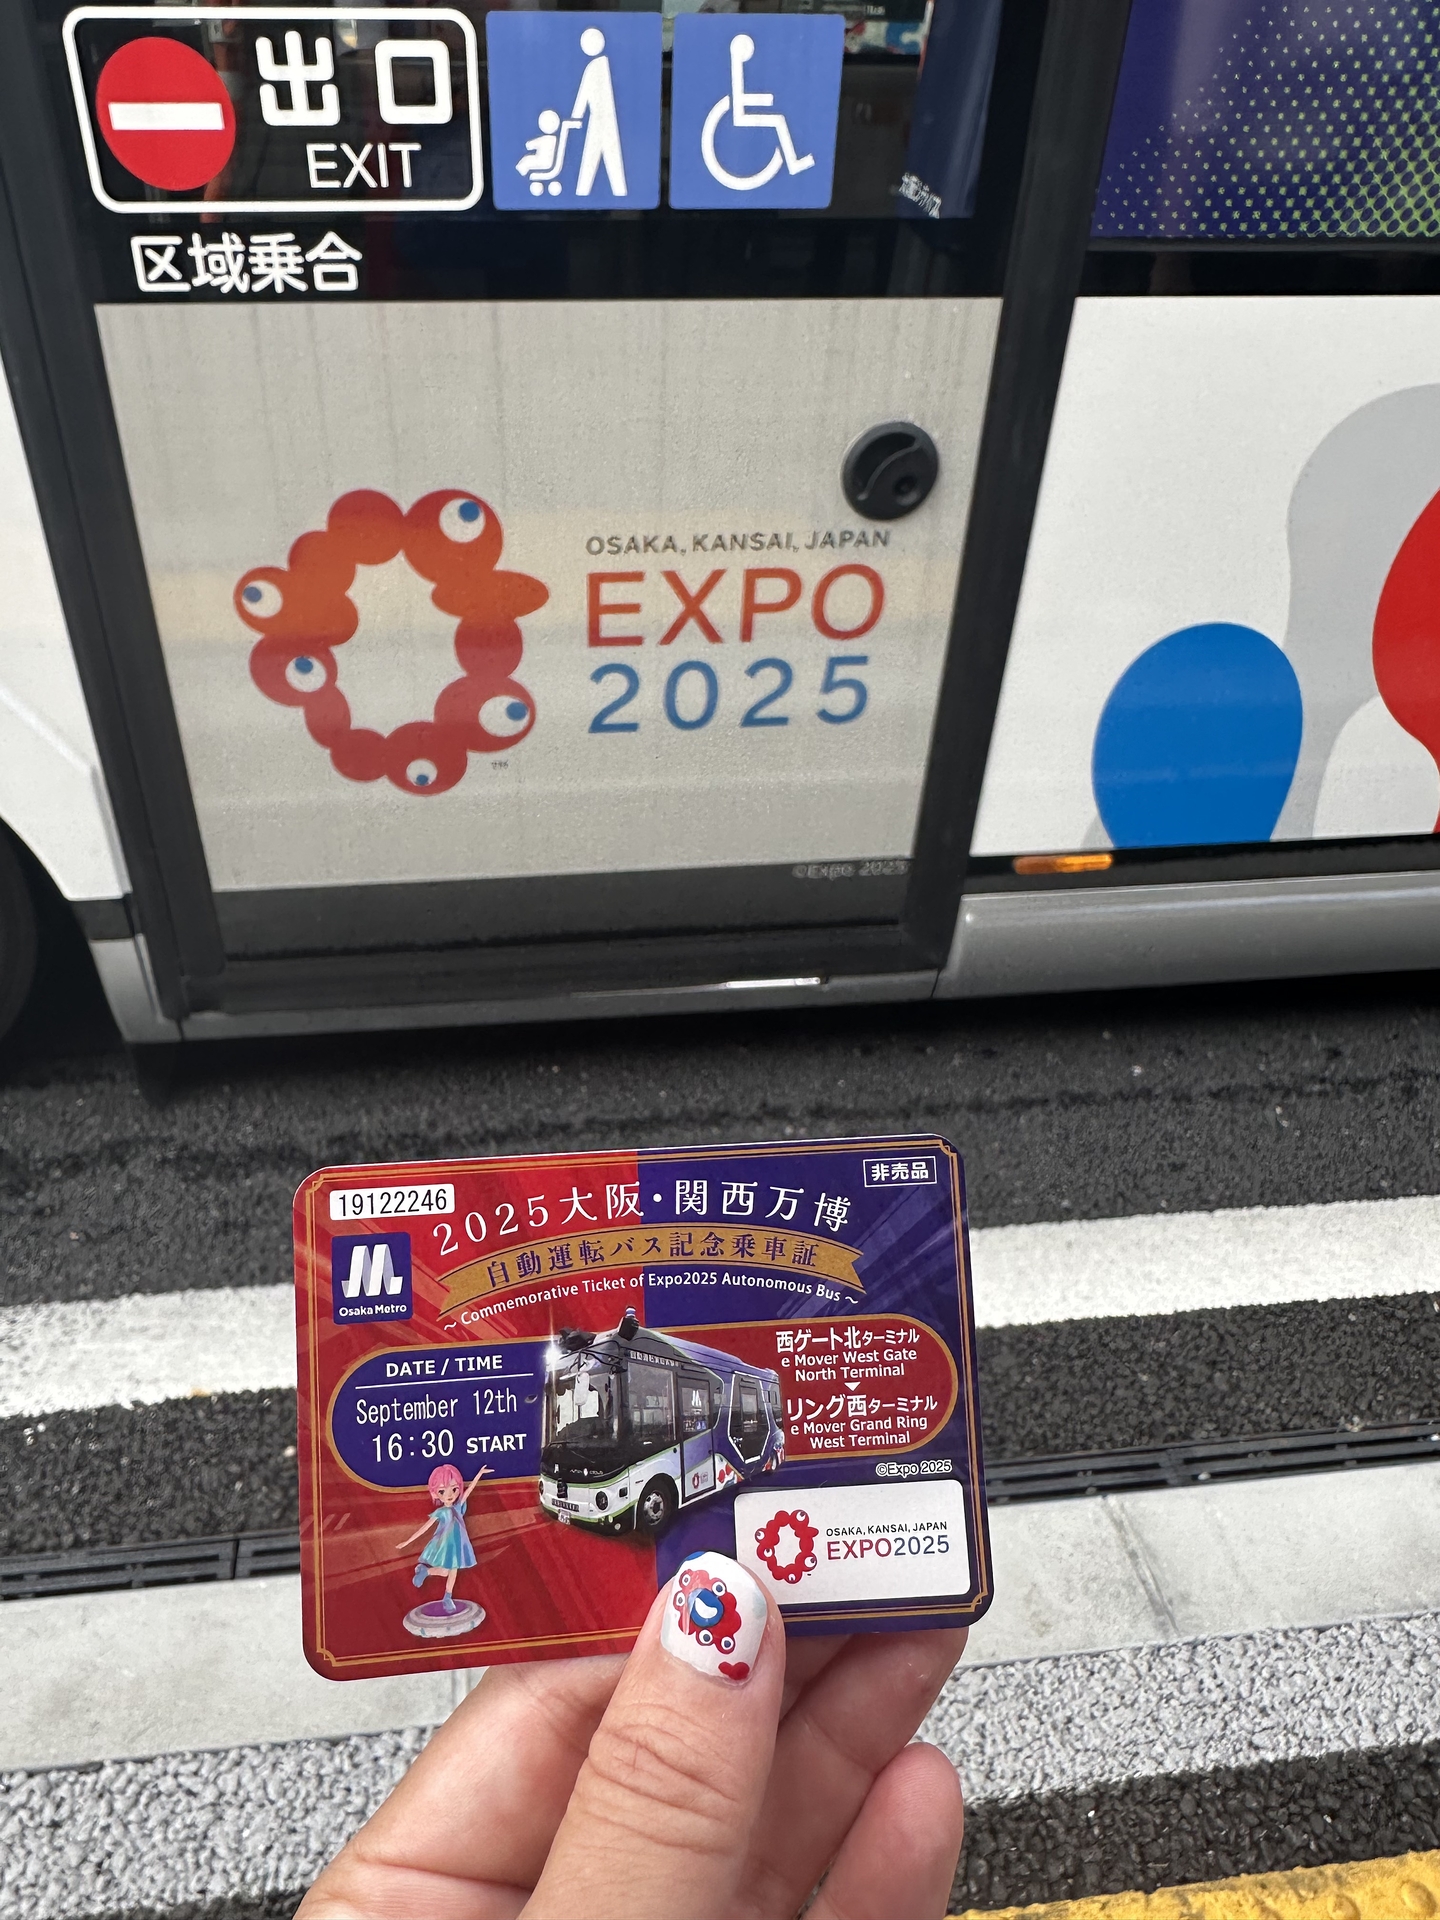 出口
EXIT
区域乗合
OSAKA, KANSAI, JAPAN
EXPO
2025
©Expo 2025
19122246
非売品
2025大阪・関西万博
自動運転バス記念乗車証
~ Commemorative Ticket of Expo2025 Autonomous Bus ~
Osaka Metro
DATE / TIME
September 12th
16:30 START
西ゲート北ターミナル
e Mover West Gate
North Terminal
リング西ターミナル
e Mover Grand Ring
West Terminal
©Expo 2025
OSAKA, KANSAI, JAPAN
EXPO2025